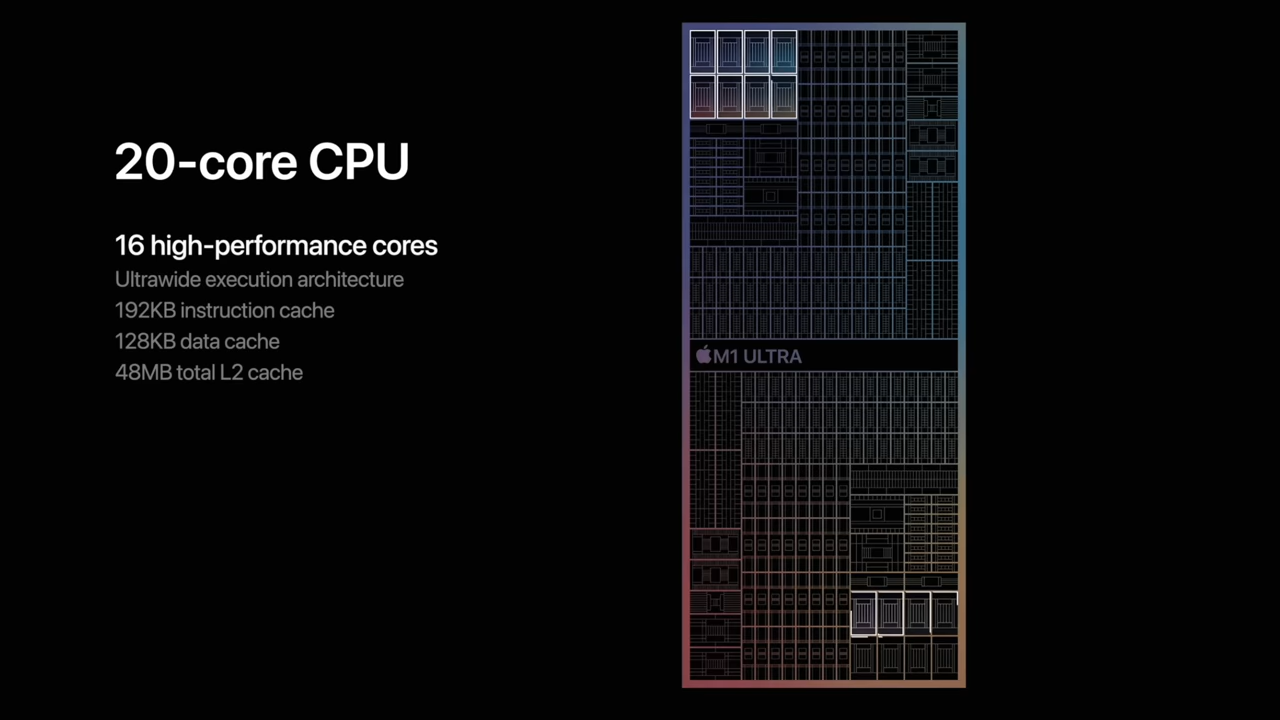 20-core CPU
16 high-performance cores
Ultrawide execution architecture
192KB instruction cache
128KB data cache
48MB total L2 cache
M1 ULTRA